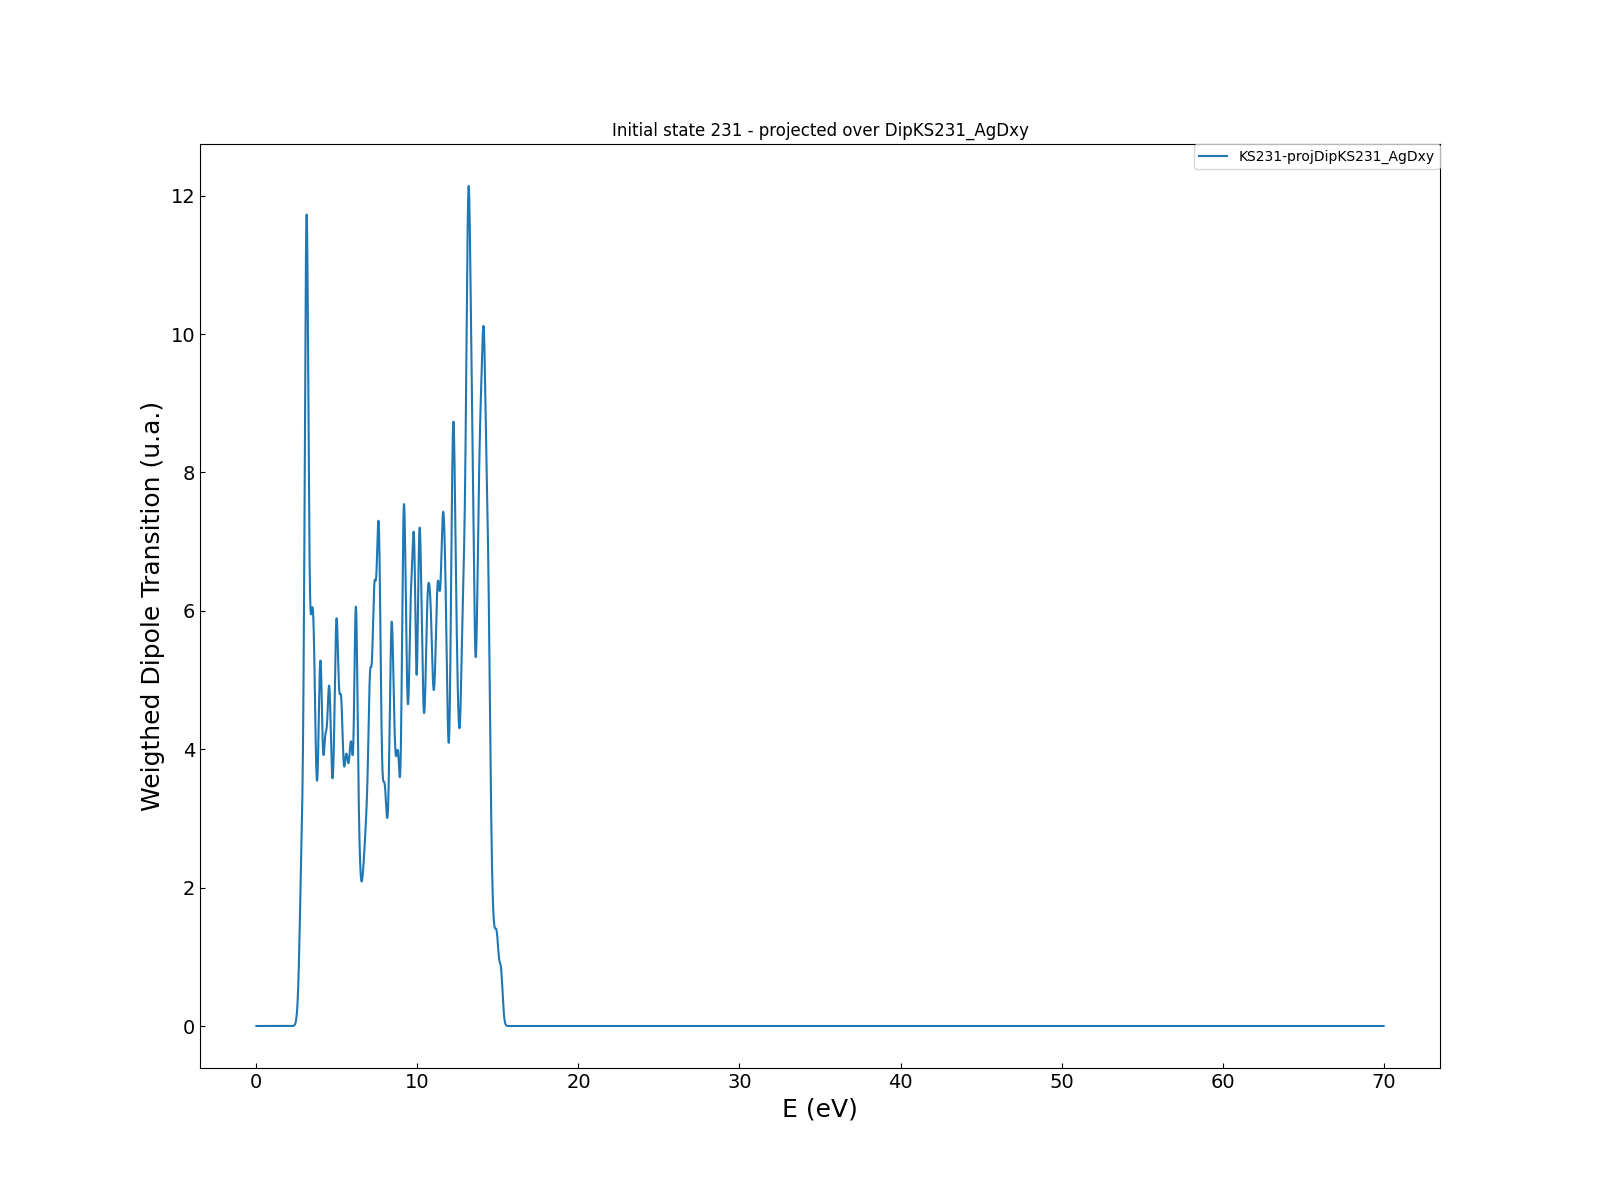 Initial state 231 - projected over DipKS231_AgDxy
KS231-projDipKS231_AgDxy
Weigthed Dipole Transition (u.a.)
12
10
8
6
4
2
0
0 10 20 30 40 50 60 70
E (eV)